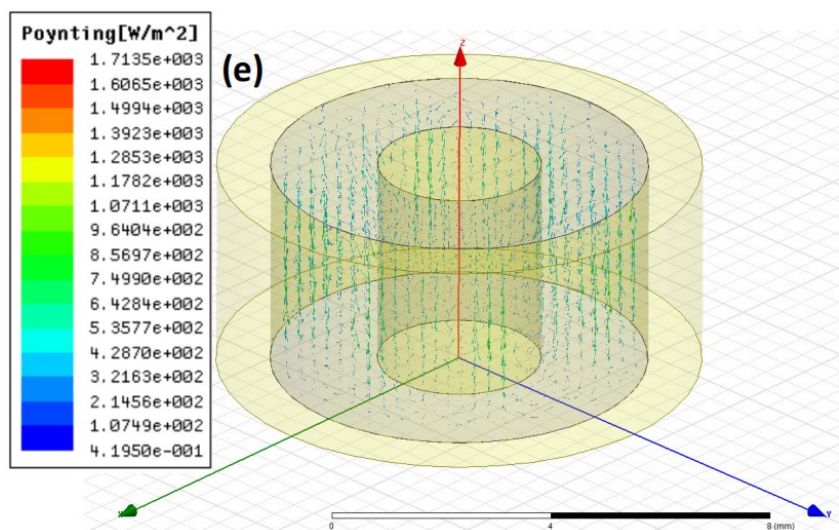 Poynting[W/m^2]
1.7135e+003
1.6065e+003
1.4994e+003
1.3923e+003
1.2853e+003
1.1782e+003
1.0711e+003
9.6404e+002
8.5697e+002
7.4990e+002
6.4284e+002
5.3577e+002
4.2870e+002
3.2163e+002
2.1456e+002
1.0749e+002
4.1950e-001
(e)
Z
Y
0
4
8 (mm)